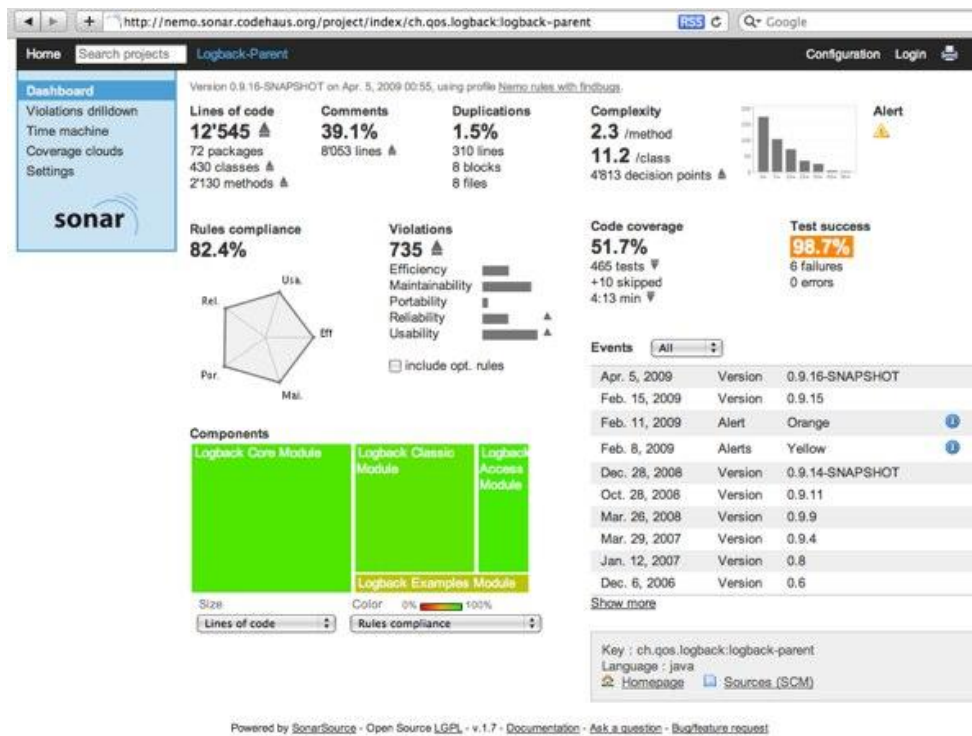 http://nemo.sonar.codehaus.org/project/index/ch.qos.logback:logback-parent RSS Google
Home Search projects Logback-Parent Configuration Login
Dashboard
Violations drilldown
Time machine
Coverage clouds
Settings
sonar
Version 0.9.16-SNAPSHOT on Apr. 5, 2009 00:55, using profile Nemo rules with findbugs.
Lines of code
12'545
72 packages
430 classes
2'130 methods
Comments
39.1%
8'053 lines
Duplications
1.5%
310 lines
8 blocks
8 files
Complexity
2.3 /method
11.2 /class
4'813 decision points
Alert
Rules compliance
82.4%
Usa.
Rel.
Eff
Por.
Mai.
Violations
735
Efficiency
Maintainability
Portability
Reliability
Usability
include opt. rules
Code coverage
51.7%
465 tests
+10 skipped
4:13 min
Test success
98.7%
6 failures
0 errors
Events All
Apr. 5, 2009 Version 0.9.16-SNAPSHOT
Feb. 15, 2009 Version 0.9.15
Feb. 11, 2009 Alert Orange
Feb. 8, 2009 Alerts Yellow
Dec. 28, 2008 Version 0.9.14-SNAPSHOT
Oct. 28, 2008 Version 0.9.11
Mar. 26, 2008 Version 0.9.9
Mar. 29, 2007 Version 0.9.4
Jan. 12, 2007 Version 0.8
Dec. 6, 2006 Version 0.6
Show more
Components
Logback Core Module
Logback Classic
Module
Logback
Access
Module
Logback Examples Module
Size
Lines of code
Color 0% 100%
Rules compliance
Key : ch.qos.logback:logback-parent
Language : java
Homepage Sources (SCM)
Powered by SonarSource - Open Source LGPL - v.1.7 - Documentation - Ask a question - Bug/feature request